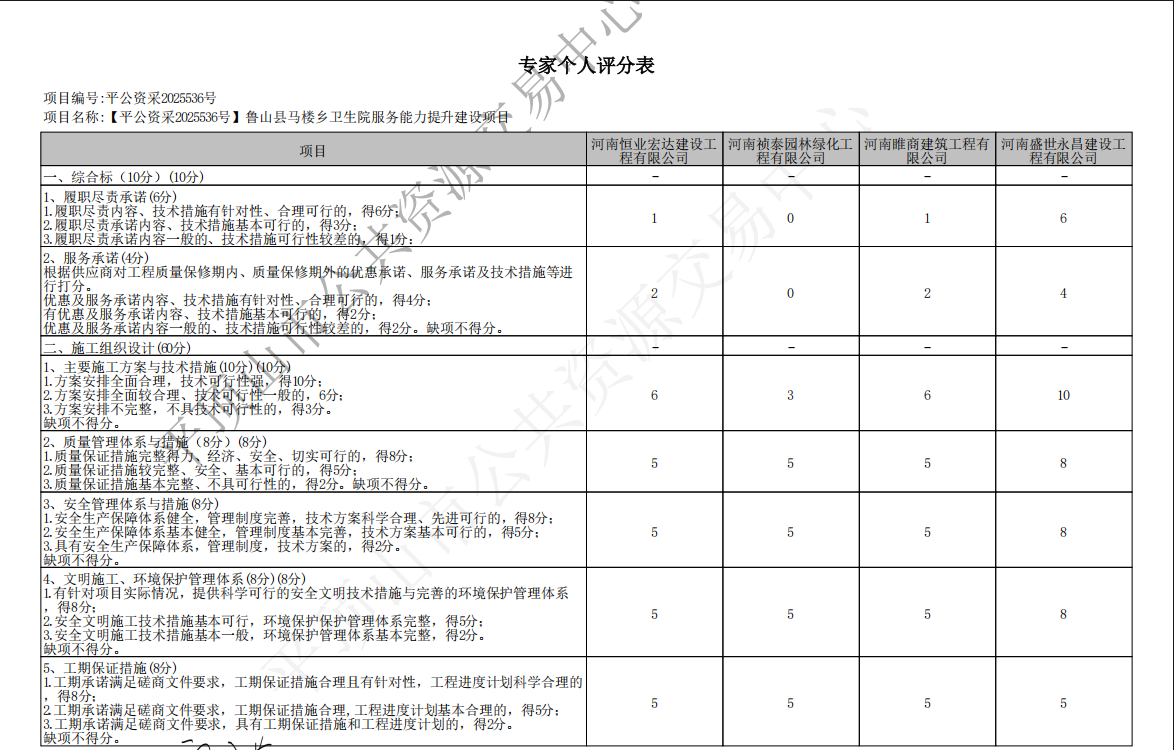 专家个人评分表
项目编号:平公资采2025536号
项目名称:【平公资采2025536号】鲁山县马楼乡卫生院服务能力提升建设项目
项目 河南恒业宏达建设工程有限公司 河南祯泰园林绿化工程有限公司 河南睢商建筑工程有限公司 河南盛世永昌建设工程有限公司
一、综合标（10分）(10分) - - - -
1、履职尽责承诺(6分)
1.履职尽责内容、技术措施有针对性、合理可行的，得6分；
2.履职尽责承诺内容、技术措施基本可行的，得3分；
3.履职尽责承诺内容一般的、技术措施可行性较差的，得1分:
1 0 1 6
2、服务承诺(4分)
根据供应商对工程质量保修期内、质量保修期外的优惠承诺、服务承诺及技术措施等进
行打分。
优惠及服务承诺内容、技术措施有针对性、合理可行的，得4分；
有优惠及服务承诺内容、技术措施基本可行的，得2分；
优惠及服务承诺内容一般的、技术措施可行性较差的，得2分。缺项不得分。
2 0 2 4
二、施工组织设计(60分) - - - -
1、主要施工方案与技术措施(10分)(10分)
1.方案安排全面合理，技术可行性强，得10分；
2.方案安排全面较合理、技术可行性一般的，6分；
3.方案安排不完整，不具技术可行性的，得3分。
缺项不得分。
6 3 6 10
2、质量管理体系与措施（8分）(8分)
1.质量保证措施完整得力、经济、安全、切实可行的，得8分；
2.质量保证措施较完整、安全、基本可行的，得5分；
3.质量保证措施基本完整、不具可行性的，得2分。缺项不得分。
5 5 5 8
3、安全管理体系与措施(8分)
1.安全生产保障体系健全，管理制度完善，技术方案科学合理、先进可行的，得8分；
2.安全生产保障体系基本健全，管理制度基本完善，技术方案基本可行的，得5分；
3.具有安全生产保障体系，管理制度，技术方案的，得2分。
缺项不得分。
5 5 5 8
4、文明施工、环境保护管理体系(8分)(8分)
1.有针对项目实际情况，提供科学可行的安全文明技术措施与完善的环境保护管理体系
，得8分；
2.安全文明施工技术措施基本可行，环境保护保护管理体系完整，得5分；
3.安全文明施工技术措施基本一般，环境保护管理体系基本完整，得2分。
缺项不得分。
5 5 5 8
5、工期保证措施(8分)
1.工期承诺满足磋商文件要求，工期保证措施合理且有针对性，工程进度计划科学合理的
，得8分；
2.工期承诺满足磋商文件要求，工期保证措施合理,工程进度计划基本合理的，得5分；
3.工期承诺满足磋商文件要求，具有工期保证措施和工程进度计划的，得2分。
缺项不得分。
5 5 5 5
平顶山市公共资源交易中心
平顶山市公共资源交易中心